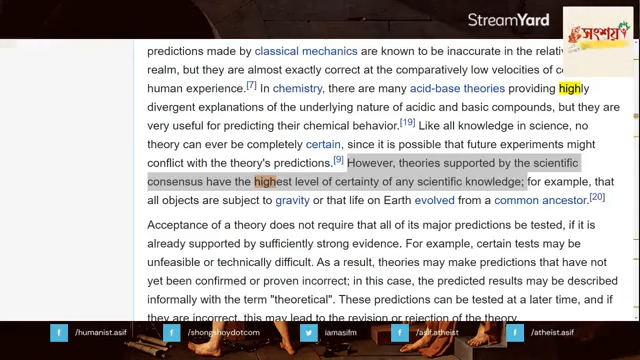 StreamYard
সংশয়
predictions made by classical mechanics are known to be inaccurate in the relati
realm, but they are almost exactly correct at the comparatively low velocities of c
human experience.[7] In chemistry, there are many acid-base theories providing highly
divergent explanations of the underlying nature of acidic and basic compounds, but they are
very useful for predicting their chemical behavior.[19] Like all knowledge in science, no
theory can ever be completely certain, since it is possible that future experiments might
conflict with the theory's predictions.[9] However, theories supported by the scientific
consensus have the highest level of certainty of any scientific knowledge; for example, that
all objects are subject to gravity or that life on Earth evolved from a common ancestor.[20]
Acceptance of a theory does not require that all of its major predictions be tested, if it is
already supported by sufficiently strong evidence. For example, certain tests may be
unfeasible or technically difficult. As a result, theories may make predictions that have not
yet been confirmed or proven incorrect; in this case, the predicted results may be described
informally with the term "theoretical". These predictions can be tested at a later time, and if
they are incorrect, this may lead to the revision or rejection of the theory.
/humanist.asif /shongshoydotcom iamasifm /asif.atheist /atheist.asif